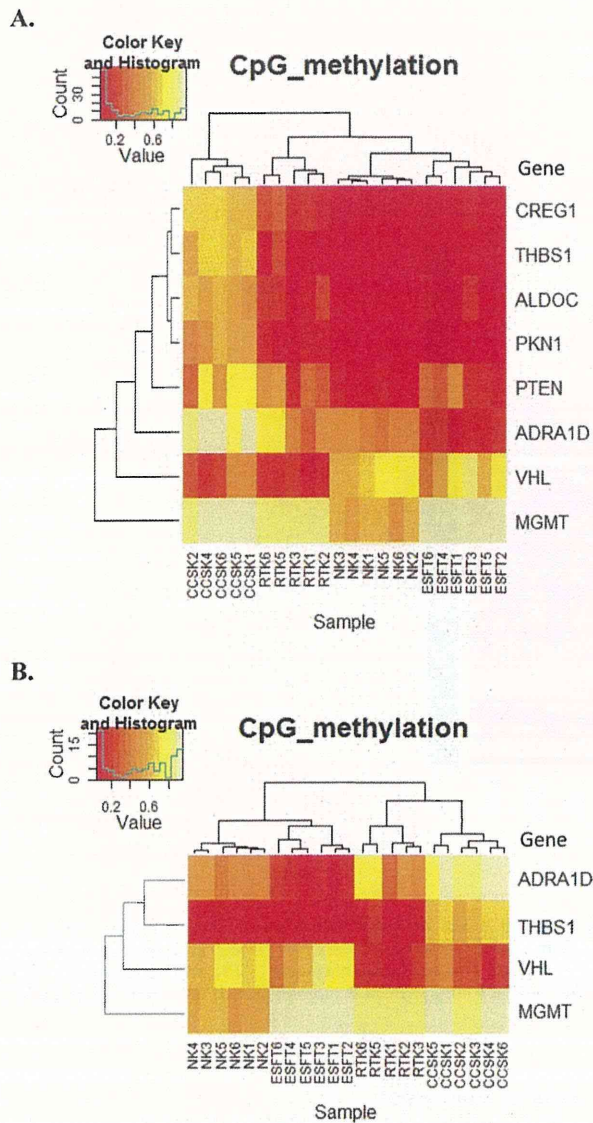 A.
Color Key
and Histogram
CpG_methylation
Count
0 30
0.2 0.6
Value
Gene
CREG1
THBS1
ALDOC
PKN1
PTEN
ADRA1D
VHL
MGMT
CCSK2 CCSK4 CCSK6 CCSK5 CCSK1 RTK6 RTK5 RTK3 RTK1 RTK2 NK3 NK4 NK1 NK5 NK6 NK2 ESFT6 ESFT4 ESFT1 ESFT3 ESFT5 ESFT2
Sample
B.
Color Key
and Histogram
CpG_methylation
Count
0 15
0.2 0.6
Value
Gene
ADRA1D
THBS1
VHL
MGMT
NK4 NK3 NK5 NK6 NK1 NK2 ESFT6 ESFT4 ESFT5 ESFT3 ESFT1 ESFT2 RTK6 RTK5 RTK1 RTK2 RTK3 CCSK5 CCSK1 CCSK2 CCSK3 CCSK4 CCSK6
Sample